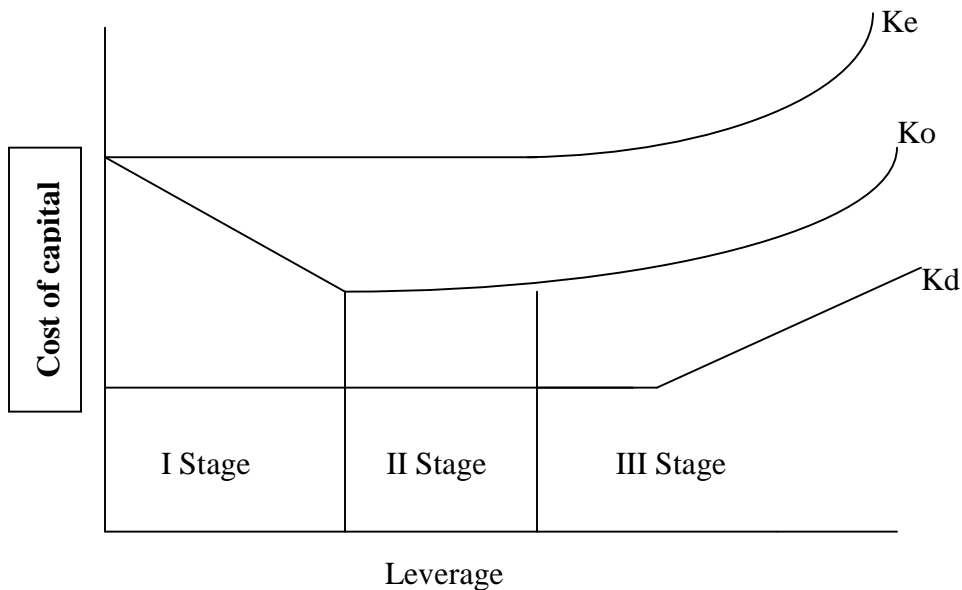 Ke
Ko
Cost of capital
Kd
I Stage
II Stage
III Stage
Leverage